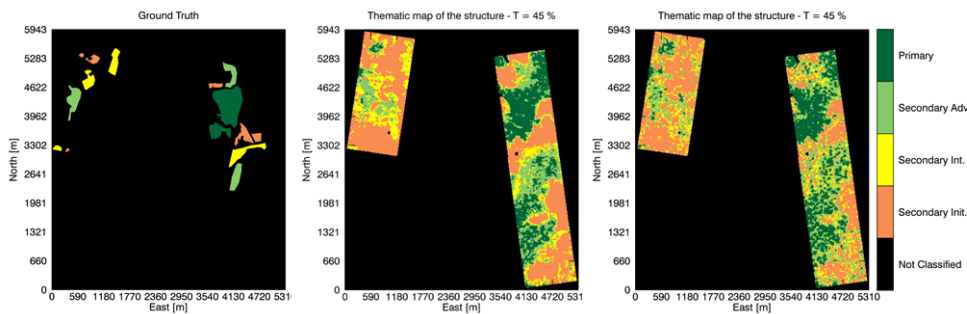 Ground Truth
Thematic map of the structure - T = 45 %
Thematic map of the structure - T = 45 %
5943
5283
4622
3962
3302
2641
1981
1321
660
0
North [m]
0 590 1180 1770 2360 2950 3540 4130 4720 531
East [m]
5943
5283
4622
3962
3302
2641
1981
1321
660
0
North [m]
0 590 1180 1770 2360 2950 3540 4130 4720 531
East [m]
5943
5283
4622
3962
3302
2641
1981
1321
660
0
North [m]
0 590 1180 1770 2360 2950 3540 4130 4720 5310
East [m]
Primary
Secondary Adv
Secondary Int.
Secondary Init.
Not Classified